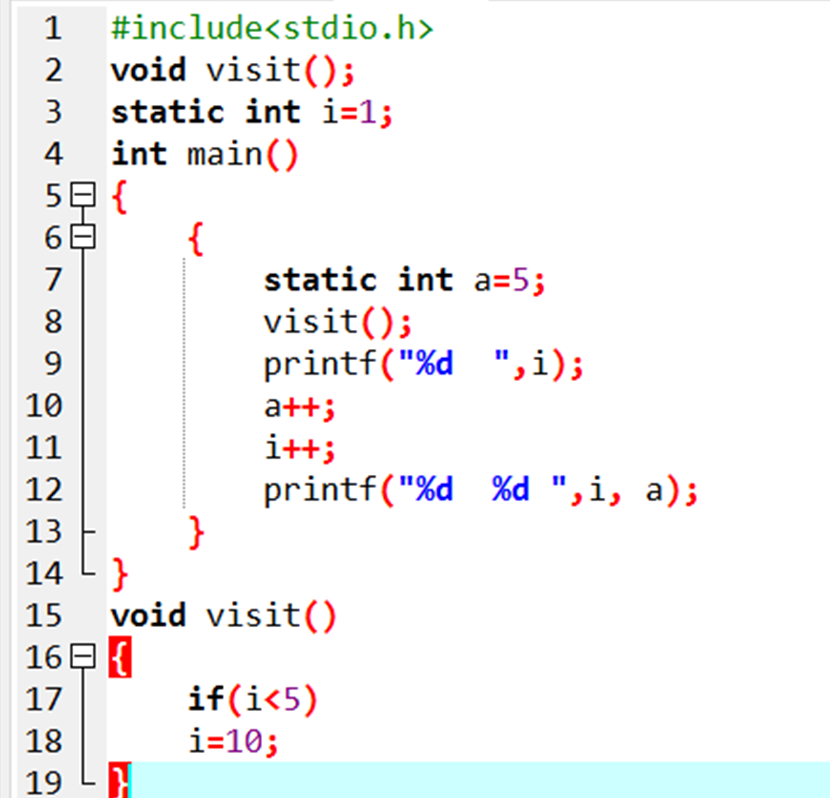 1 #include<stdio.h>
2 void visit();
3 static int i=1;
4 int main()
5 {
6     {
7         static int a=5;
8         visit();
9         printf("%d  ",i);
10         a++;
11         i++;
12         printf("%d  %d ",i, a);
13     }
14 }
15 void visit()
16 {
17     if(i<5)
18     i=10;
19 }